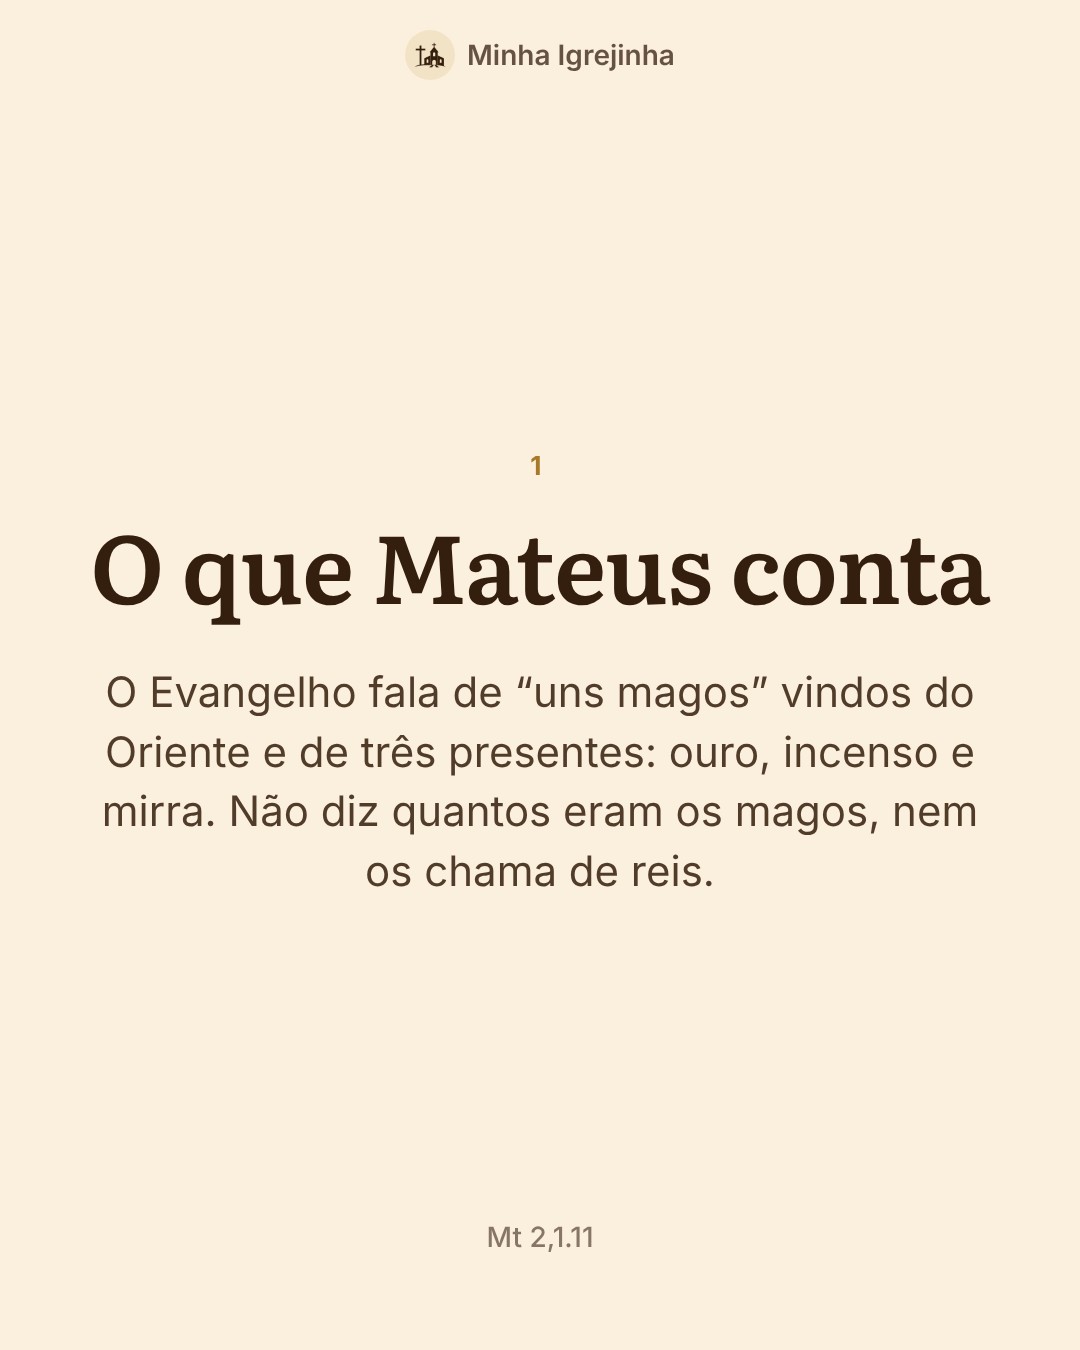 Minha Igrejinha
1
O que Mateus conta
O Evangelho fala de “uns magos” vindos do
Oriente e de três presentes: ouro, incenso e
mirra. Não diz quantos eram os magos, nem
os chama de reis.
Mt 2,1.11